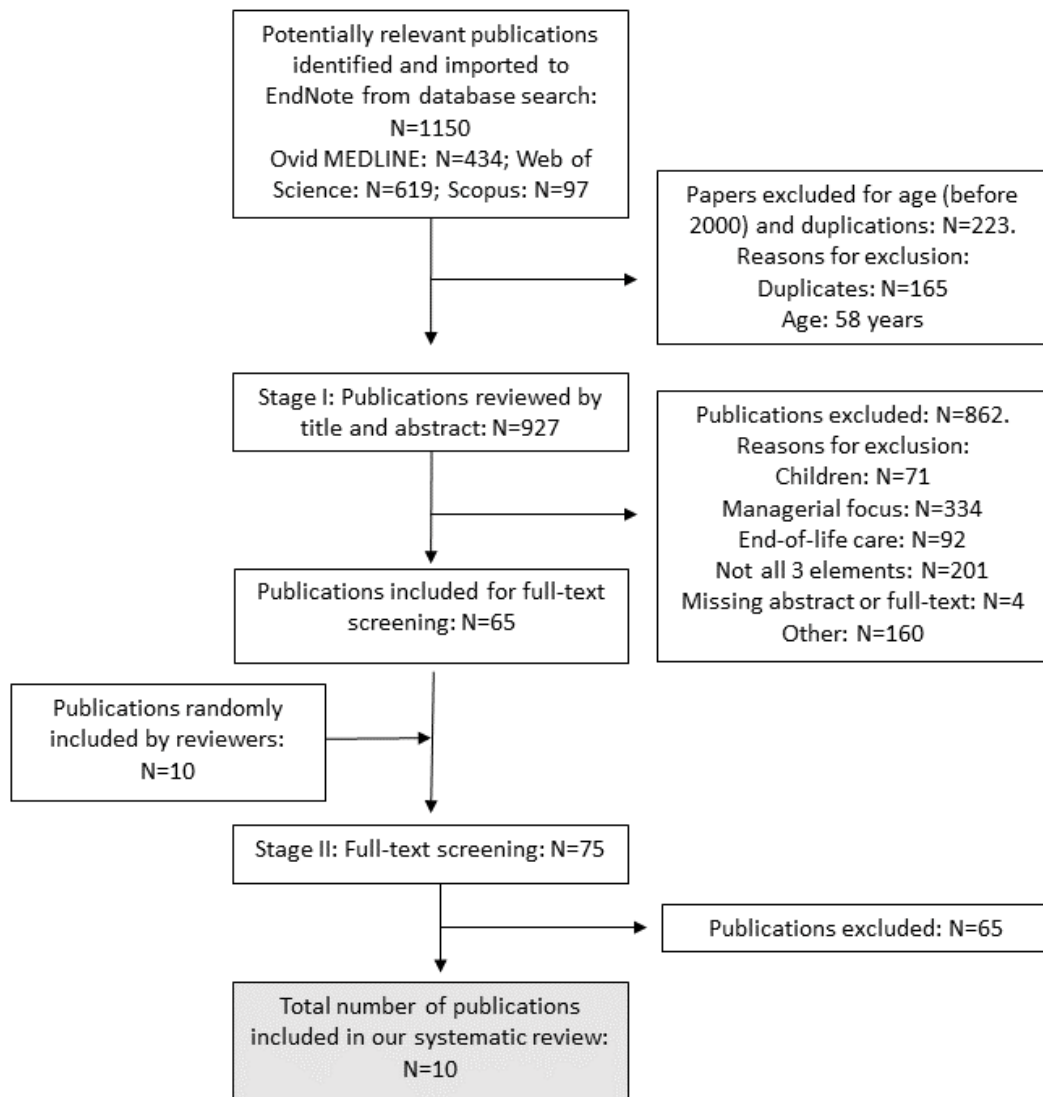 Potentially relevant publications
identified and imported to
EndNote from database search:
N=1150
Ovid MEDLINE: N=434; Web of
Science: N=619; Scopus: N=97
Papers excluded for age (before
2000) and duplications: N=223.
Reasons for exclusion:
Duplicates: N=165
Age: 58 years
Stage I: Publications reviewed by
title and abstract: N=927
Publications excluded: N=862.
Reasons for exclusion:
Children: N=71
Managerial focus: N=334
End-of-life care: N=92
Not all 3 elements: N=201
Missing abstract or full-text: N=4
Other: N=160
Publications included for full-text
screening: N=65
Publications randomly
included by reviewers:
N=10
Stage II: Full-text screening: N=75
Publications excluded: N=65
Total number of publications
included in our systematic review:
N=10